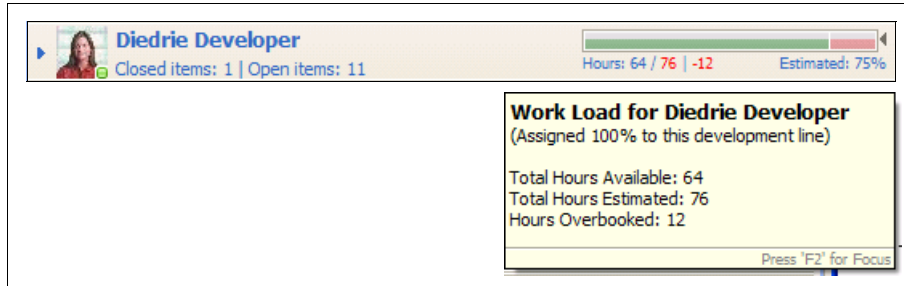 Diedrie Developer
Closed items: 1 | Open items: 11
Hours: 64 / 76 | -12
Estimated: 75%
Work Load for Diedrie Developer
(Assigned 100% to this development line)
Total Hours Available: 64
Total Hours Estimated: 76
Hours Overbooked: 12
Press 'F2' for Focus